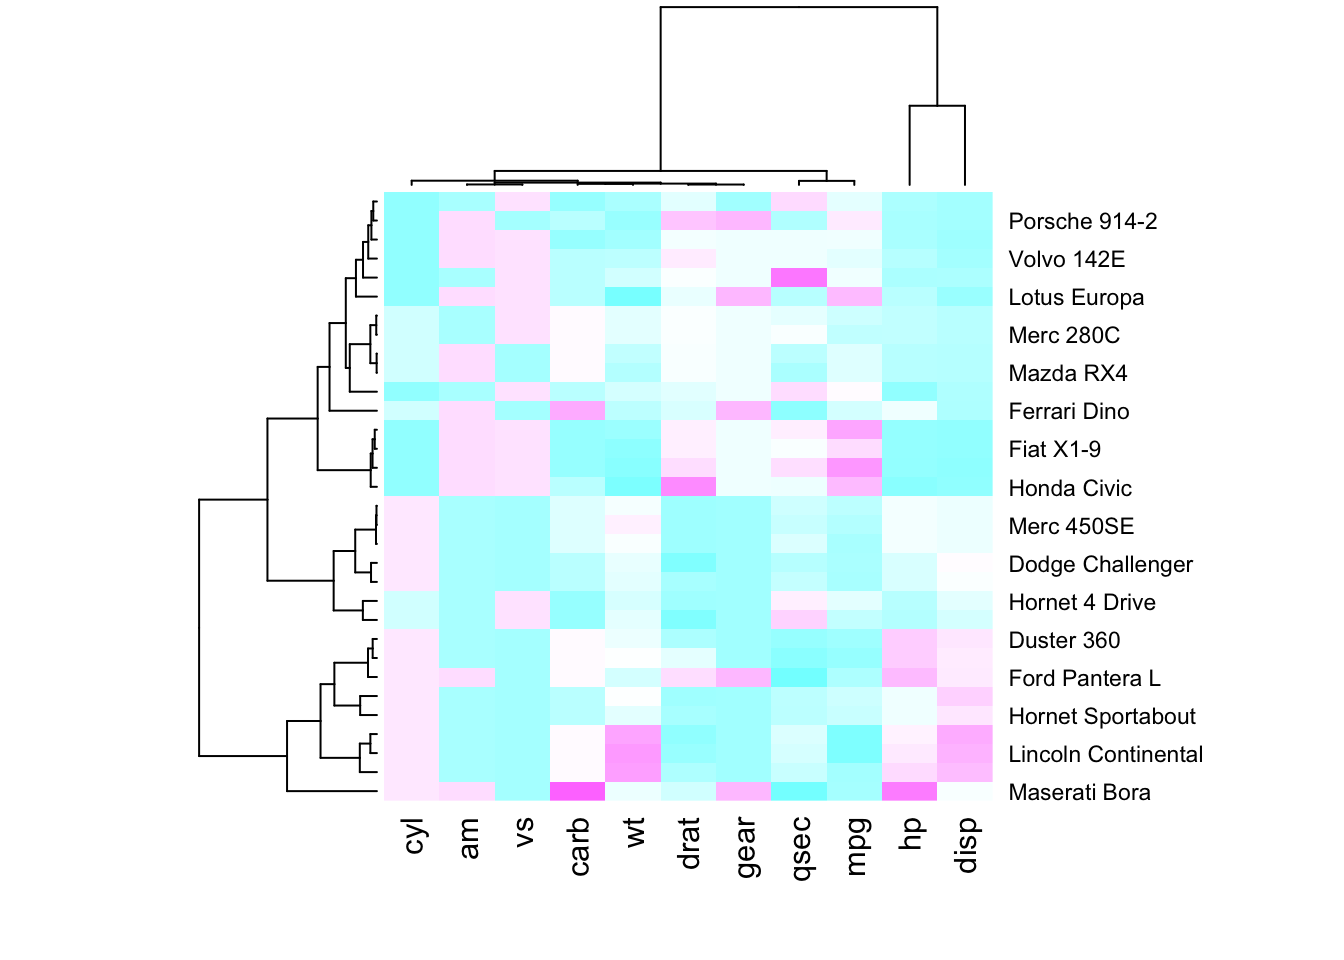 Porsche 914-2
Volvo 142E
Lotus Europa
Merc 280C
Mazda RX4
Ferrari Dino
Fiat X1-9
Honda Civic
Merc 450SE
Dodge Challenger
Hornet 4 Drive
Duster 360
Ford Pantera L
Hornet Sportabout
Lincoln Continental
Maserati Bora
cyl
am
vs
carb
wt
drat
gear
qsec
mpg
hp
disp